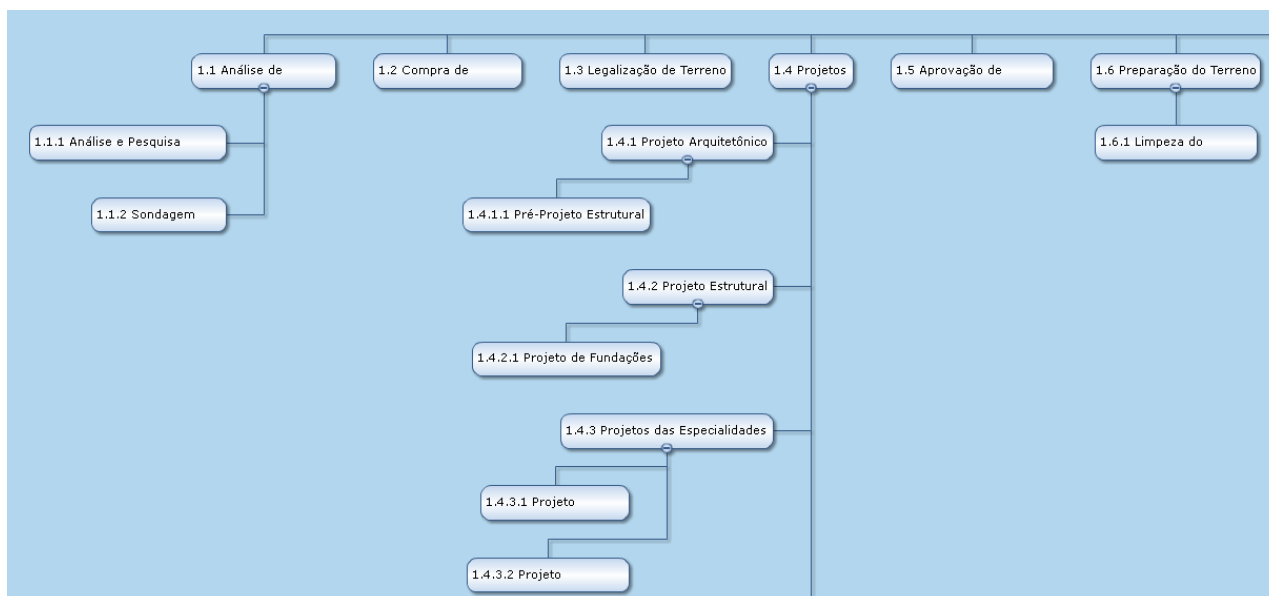 1.1 Análise de
1.2 Compra de
1.3 Legalização de Terreno
1.4 Projetos
1.5 Aprovação de
1.6 Preparação do Terreno
1.1.1 Análise e Pesquisa
1.4.1 Projeto Arquitetônico
1.6.1 Limpeza do
1.1.2 Sondagem
1.4.1.1 Pré-Projeto Estrutural
1.4.2 Projeto Estrutural
1.4.2.1 Projeto de Fundações
1.4.3 Projetos das Especialidades
1.4.3.1 Projeto
1.4.3.2 Projeto